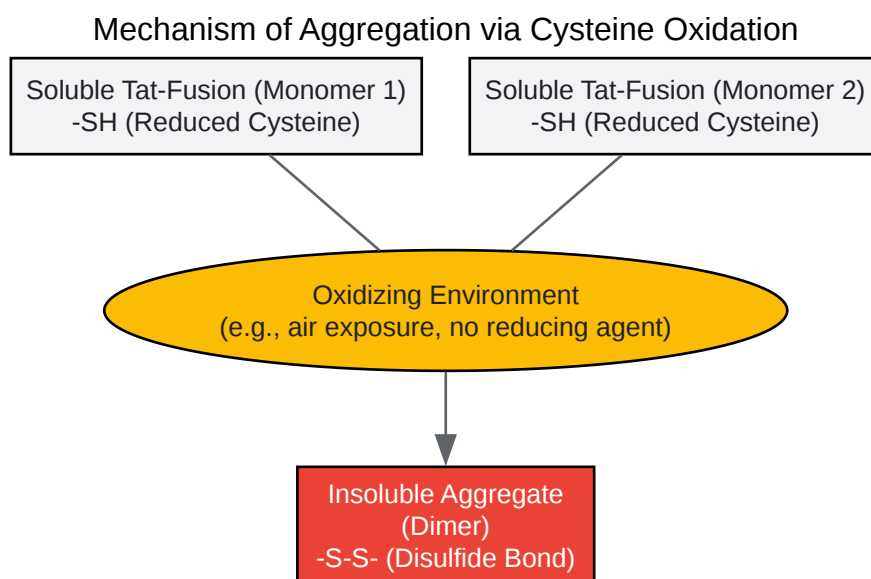 Mechanism of Aggregation via Cysteine Oxidation
Soluble Tat-Fusion (Monomer 1)
-SH (Reduced Cysteine)
Soluble Tat-Fusion (Monomer 2)
-SH (Reduced Cysteine)
Oxidizing Environment
(e.g., air exposure, no reducing agent)
Insoluble Aggregate
(Dimer)
-S-S- (Disulfide Bond)